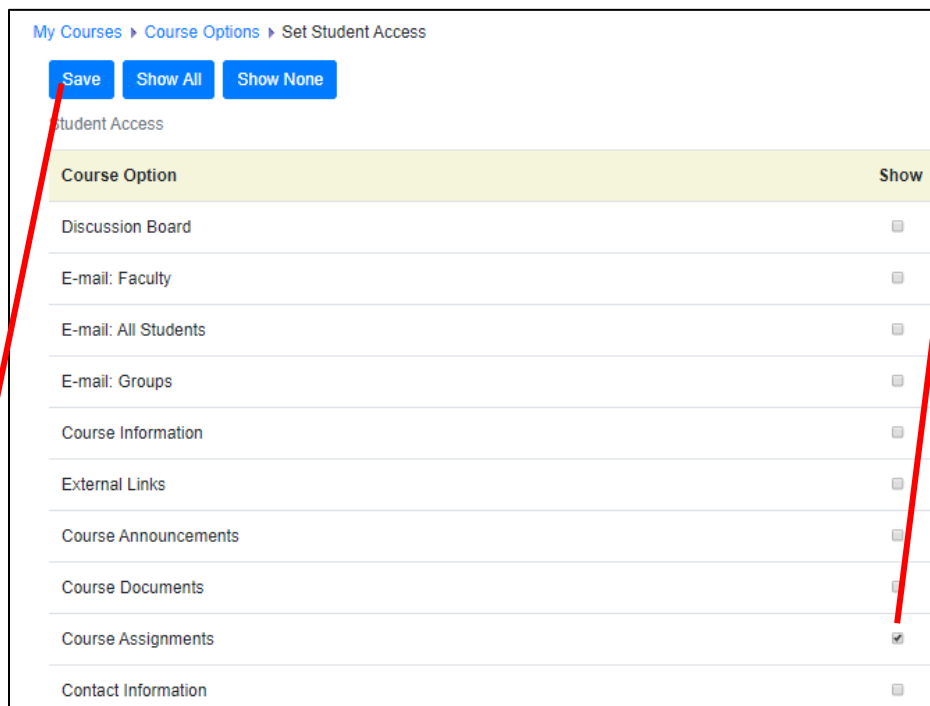 My Courses Course Options Set Student Access
Save Show All Show None
Student Access
Course Option Show
Discussion Board
E-mail: Faculty
E-mail: All Students
E-mail: Groups
Course Information
External Links
Course Announcements
Course Documents
Course Assignments
Contact Information